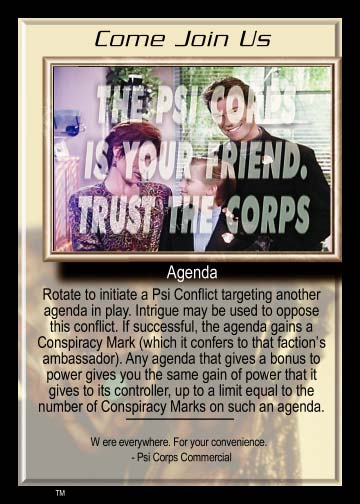 Come Join Us
THE PSI CORPS
IS YOUR FRIEND.
TRUST THE CORPS
Agenda
Rotate to initiate a Psi Conflict targeting another
agenda in play. Intrigue may be used to oppose
this conflict. If successful, the agenda gains a
Conspiracy Mark (which it confers to that faction's
ambassador). Any agenda that gives a bonus to
power gives you the same gain of power that it
gives to its controller, up to a limit equal to the
number of Conspiracy Marks on such an agenda.
W ere everywhere. For your convenience.
- Psi Corps Commercial
TM